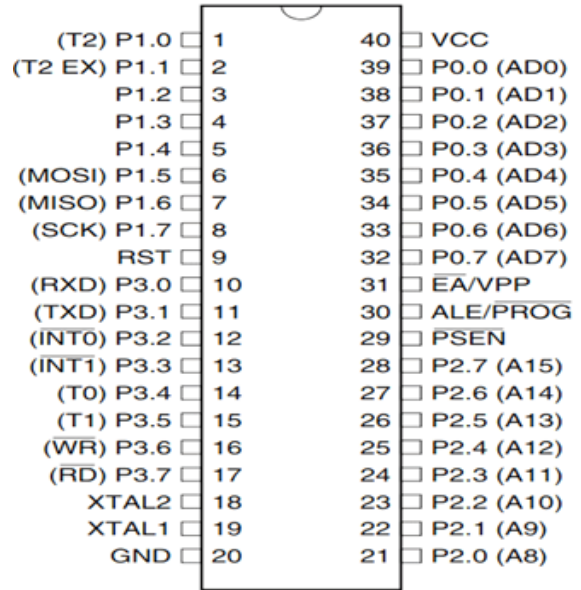 (T2) P1.0 1 40 VCC
(T2 EX) P1.1 2 39 P0.0 (AD0)
P1.2 3 38 P0.1 (AD1)
P1.3 4 37 P0.2 (AD2)
P1.4 5 36 P0.3 (AD3)
(MOSI) P1.5 6 35 P0.4 (AD4)
(MISO) P1.6 7 34 P0.5 (AD5)
(SCK) P1.7 8 33 P0.6 (AD6)
RST 9 32 P0.7 (AD7)
(RXD) P3.0 10 31 E̅A̅/VPP
(TXD) P3.1 11 30 ALE/P̅R̅O̅G̅
(I̅N̅T̅0̅) P3.2 12 29 P̅S̅E̅N̅
(I̅N̅T̅1̅) P3.3 13 28 P2.7 (A15)
(T0) P3.4 14 27 P2.6 (A14)
(T1) P3.5 15 26 P2.5 (A13)
(W̅R̅) P3.6 16 25 P2.4 (A12)
(R̅D̅) P3.7 17 24 P2.3 (A11)
XTAL2 18 23 P2.2 (A10)
XTAL1 19 22 P2.1 (A9)
GND 20 21 P2.0 (A8)